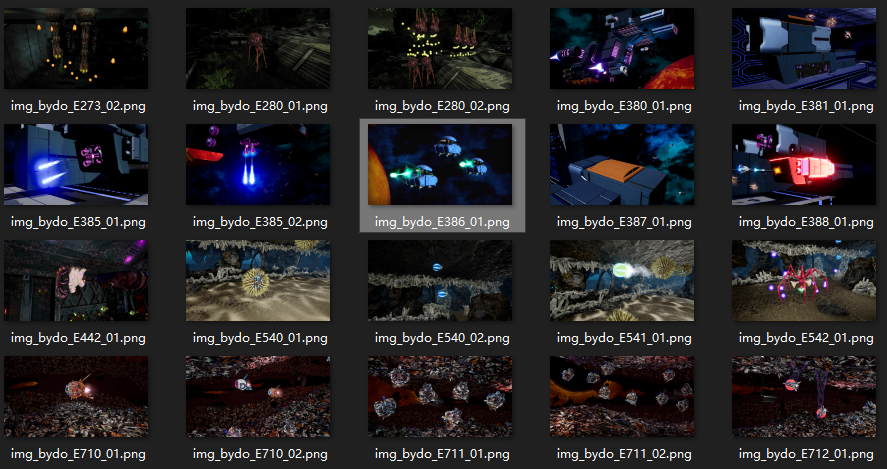 img_bydo_E273_02.png img_bydo_E280_01.png img_bydo_E280_02.png img_bydo_E380_01.png img_bydo_E381_01.png
img_bydo_E385_01.png img_bydo_E385_02.png img_bydo_E386_01.png img_bydo_E387_01.png img_bydo_E388_01.png
img_bydo_E442_01.png img_bydo_E540_01.png img_bydo_E540_02.png img_bydo_E541_01.png img_bydo_E542_01.png
img_bydo_E710_01.png img_bydo_E710_02.png img_bydo_E711_01.png img_bydo_E711_02.png img_bydo_E712_01.png